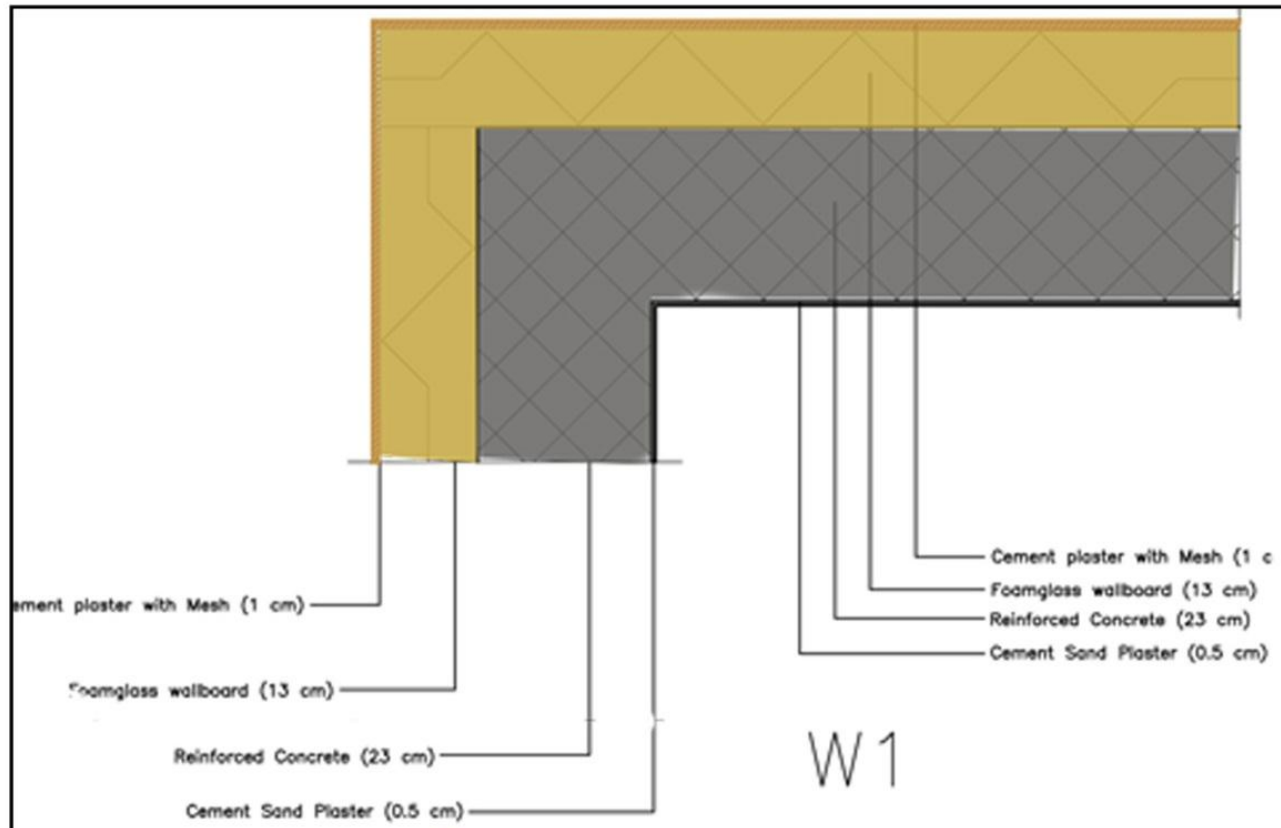 Cement plaster with Mesh (1 c
Foamglass wallboard (13 cm)
Reinforced Concrete (23 cm)
Cement Sand Plaster (0.5 cm)
ement plaster with Mesh (1 cm)
Foamglass wallboard (13 cm)
Reinforced Concrete (23 cm)
Cement Sand Plaster (0.5 cm)
W1